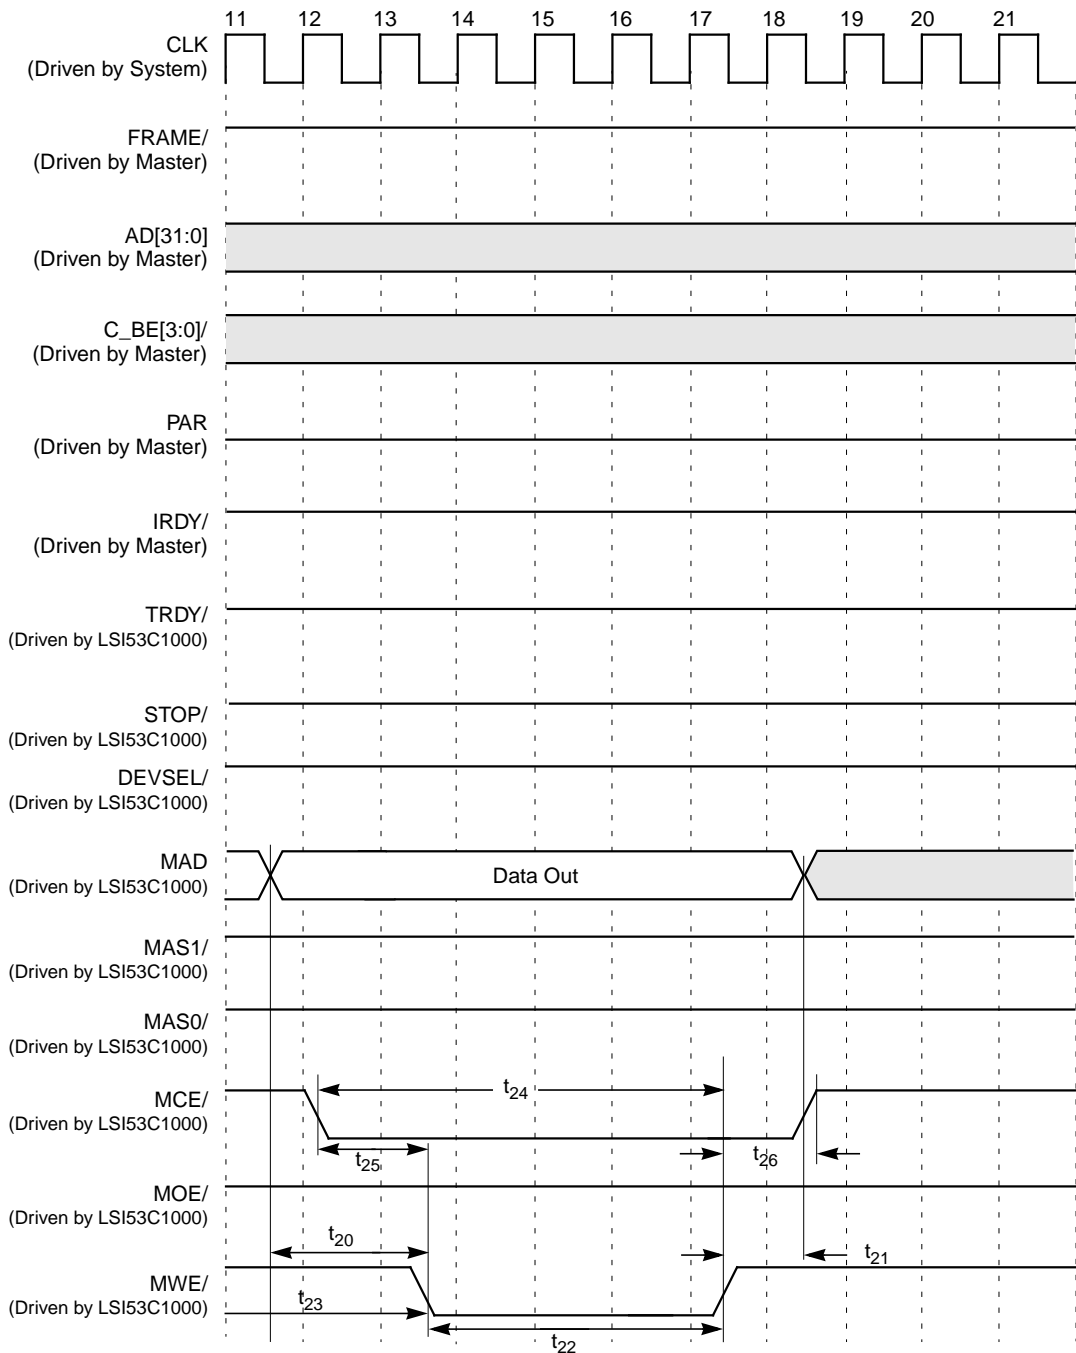 11 12 13 14 15 16 17 18 19 20 21
CLK
(Driven by System)
FRAME/
(Driven by Master)
AD[31:0]
(Driven by Master)
C_BE[3:0]/
(Driven by Master)
PAR
(Driven by Master)
IRDY/
(Driven by Master)
TRDY/
(Driven by LSI53C1000)
STOP/
(Driven by LSI53C1000)
DEVSEL/
(Driven by LSI53C1000)
MAD
(Driven by LSI53C1000)
Data Out
MAS1/
(Driven by LSI53C1000)
MAS0/
(Driven by LSI53C1000)
t24
MCE/
(Driven by LSI53C1000)
t25 t26
MOE/
(Driven by LSI53C1000)
t20 t21
MWE/
(Driven by LSI53C1000)
t23
t22